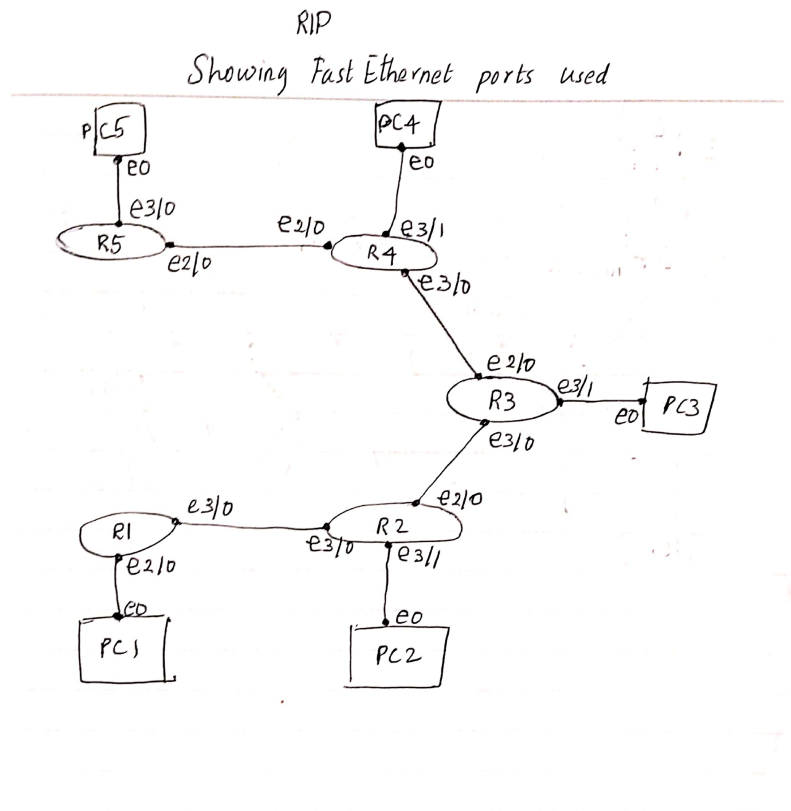 RIP
Showing Fast Ethernet ports used
PC5
PC4
e0
e0
e3/0
e2/0
e3/1
R5
R4
e2/0
e3/0
e2/0
e3/1
R3
PC3
e0
e3/0
e2/0
e3/0
R1
R2
e3/0
e3/1
e2/0
e0
e0
PC1
PC2